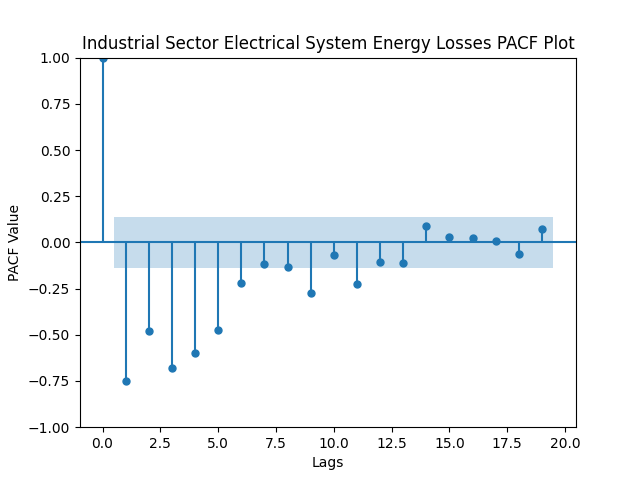 Industrial Sector Electrical System Energy Losses PACF Plot
1.00
0.75
0.50
0.25
0.00
−0.25
−0.50
−0.75
−1.00
PACF Value
0.0 2.5 5.0 7.5 10.0 12.5 15.0 17.5 20.0
Lags